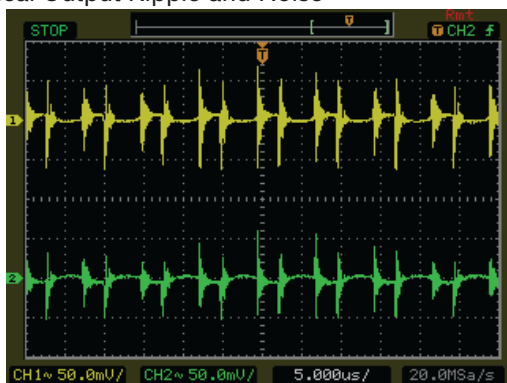 Output Ripple and Noise
Rmt
STOP
[ T ]
T CH2
T
1
2
CH1~ 50.0mV/ CH2~ 50.0mV/ 5.000us/ 20.0MSa/s